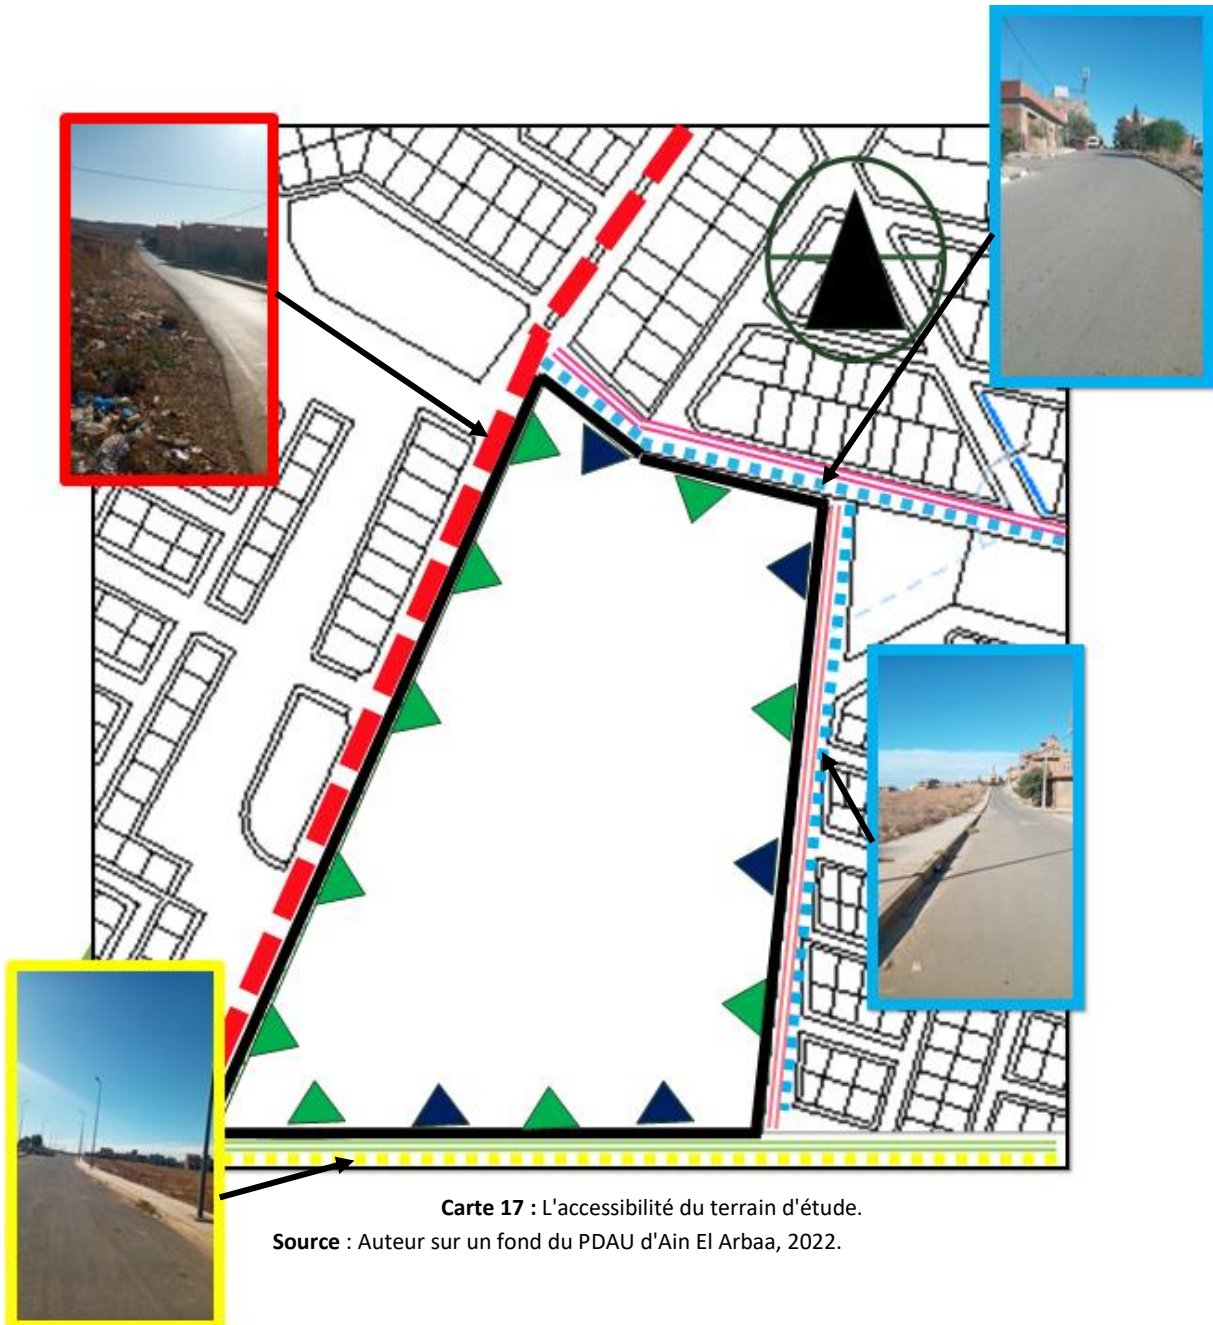 Carte 17 : L'accessibilité du terrain d'étude.
Source : Auteur sur un fond du PDAU d'Ain El Arbaa, 2022.